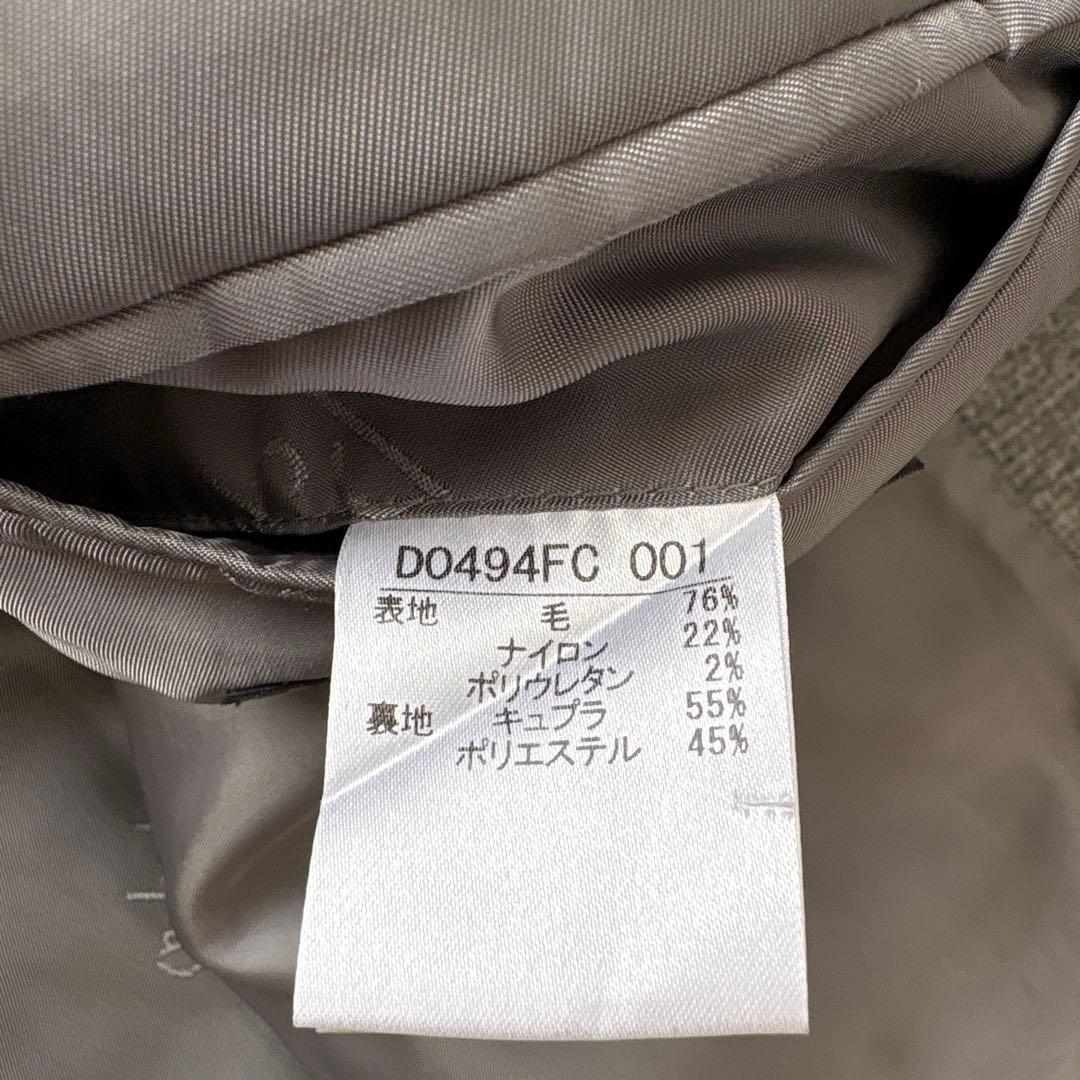 D0494FC 001
表地 毛 76%
ナイロン 22%
ポリウレタン 2%
裏地 キュプラ 55%
ポリエステル 45%